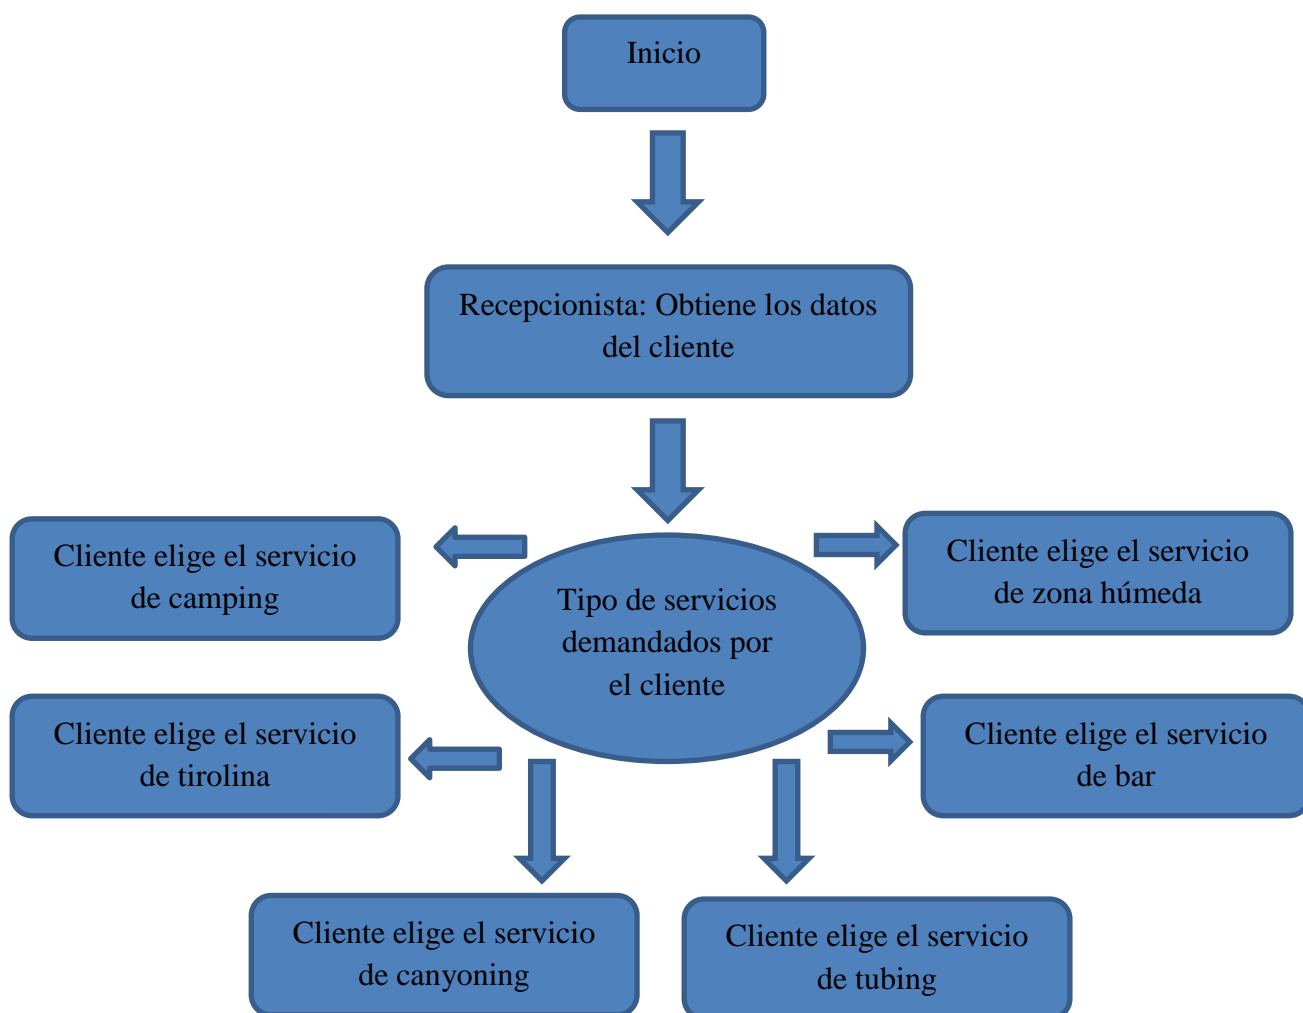 Inicio
Recepcionista: Obtiene los datos
del cliente
Cliente elige el servicio
de camping
Tipo de servicios
demandados por
el cliente
Cliente elige el servicio
de zona húmeda
Cliente elige el servicio
de tirolina
Cliente elige el servicio
de bar
Cliente elige el servicio
de canyoning
Cliente elige el servicio
de tubing